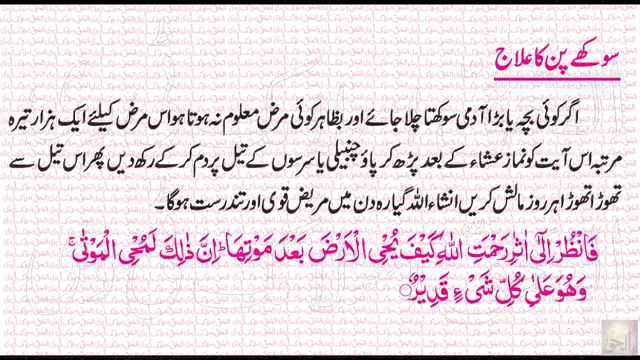 سوکھے پن کا علاج
اگر کوئی بچہ یا بڑا آدمی سوکھتا چلا جائے اور بظاہر کوئی مرض معلوم نہ ہوتا ہو اس مرض کیلئے ایک ہزار تیرہ
مرتبہ اس آیت کو نماز عشاء کے بعد پڑھ کر پاؤ چنبیلی یا سرسوں کے تیل پر دم کر کے رکھ دیں پھر اس تیل سے
تھوڑا تھوڑا ہر روز مالش کریں انشاء اللہ گیارہ دن میں مریض قوی اور تندرست ہوگا۔
فَانْظُرْ اِلٰٓى اٰثٰرِ رَحْمَتِ اللّٰهِ كَيْفَ يُحْيِ الْاَرْضَ بَعْدَ مَوْتِهَا ؕ اِنَّ ذٰلِكَ لَمُحْيِ الْمَوْتٰى ۚ
وَهُوَ عَلٰى كُلِّ شَيْءٍ قَدِيْرٌ ۝
الحق